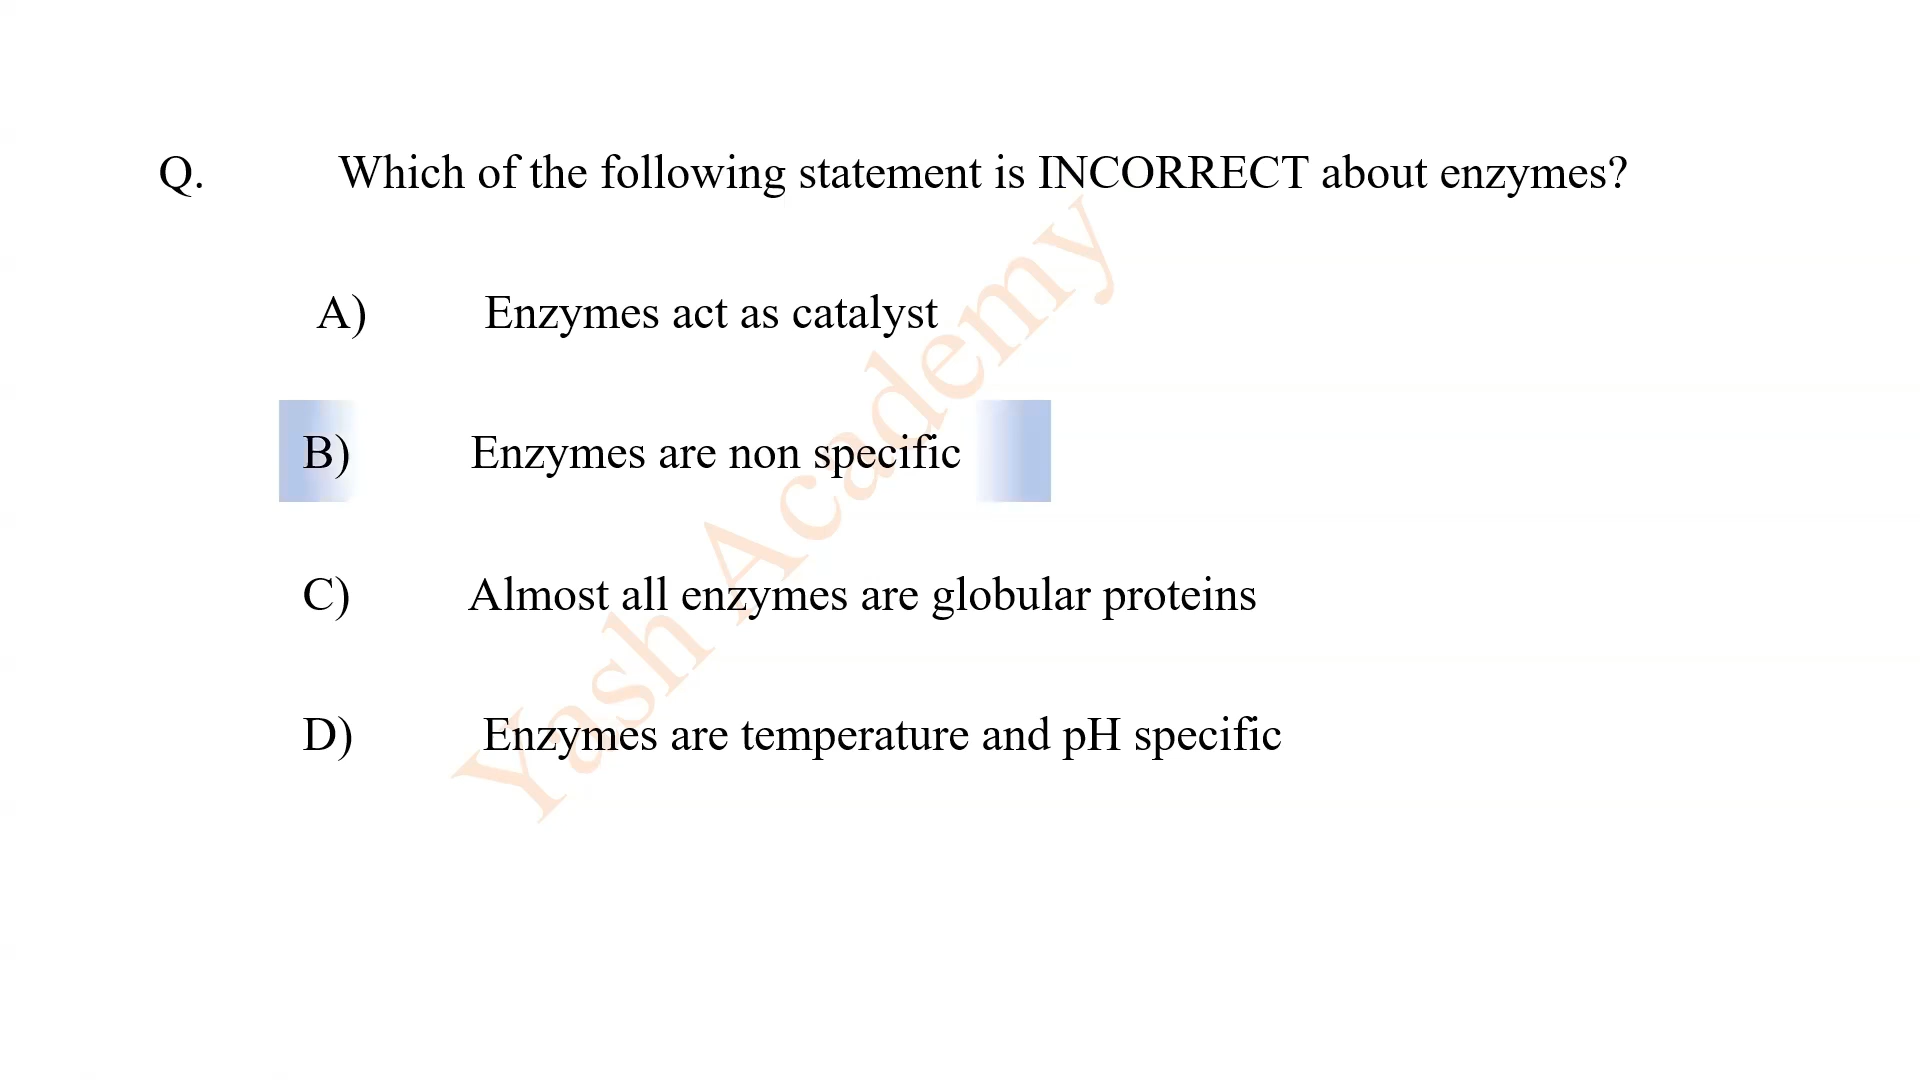 Q. Which of the following statement is INCORRECT about enzymes?
A) Enzymes act as catalyst
B) Enzymes are non specific
C) Almost all enzymes are globular proteins
D) Enzymes are temperature and pH specific
Yash Academy